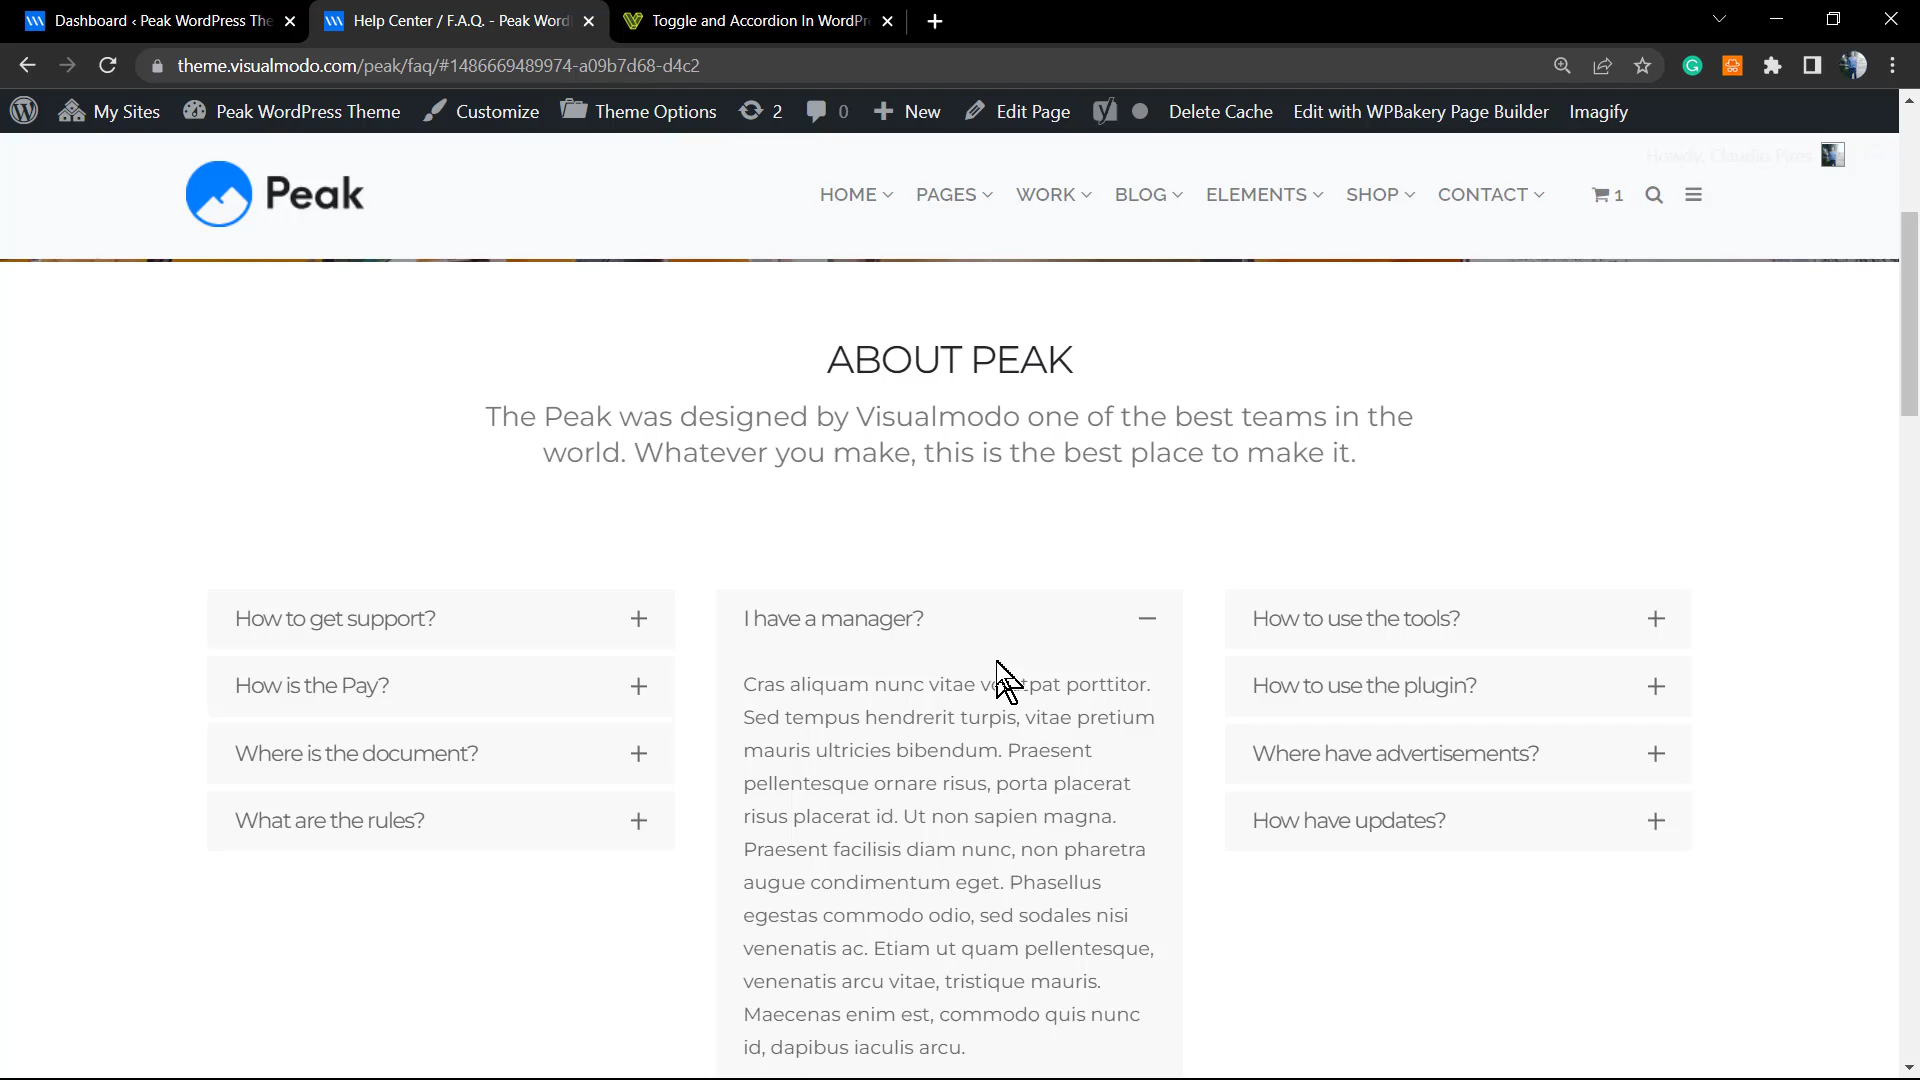 Dashboard ‹ Peak WordPress The
Help Center / F.A.Q. - Peak Word
Toggle and Accordion In WordPr
theme.visualmodo.com/peak/faq/#1486669489974-a09b7d68-d4c2
My Sites Peak WordPress Theme Customize Theme Options 2 0 New Edit Page Delete Cache Edit with WPBakery Page Builder Imagify
Howdy, Claudio Pires
Peak
HOME PAGES WORK BLOG ELEMENTS SHOP CONTACT 1
ABOUT PEAK
The Peak was designed by Visualmodo one of the best teams in the
world. Whatever you make, this is the best place to make it.
How to get support? +
How is the Pay? +
Where is the document? +
What are the rules? +
I have a manager? −
Cras aliquam nunc vitae porttitor.
Sed tempus hendrerit turpis, vitae pretium
mauris ultricies bibendum. Praesent
pellentesque ornare risus, porta placerat
risus placerat id. Ut non sapien magna.
Praesent facilisis diam nunc, non pharetra
augue condimentum eget. Phasellus
egestas commodo odio, sed sodales nisi
venenatis ac. Etiam ut quam pellentesque,
venenatis arcu vitae, tristique mauris.
Maecenas enim est, commodo quis nunc
id, dapibus iaculis arcu.
How to use the tools? +
How to use the plugin? +
Where have advertisements? +
How have updates? +